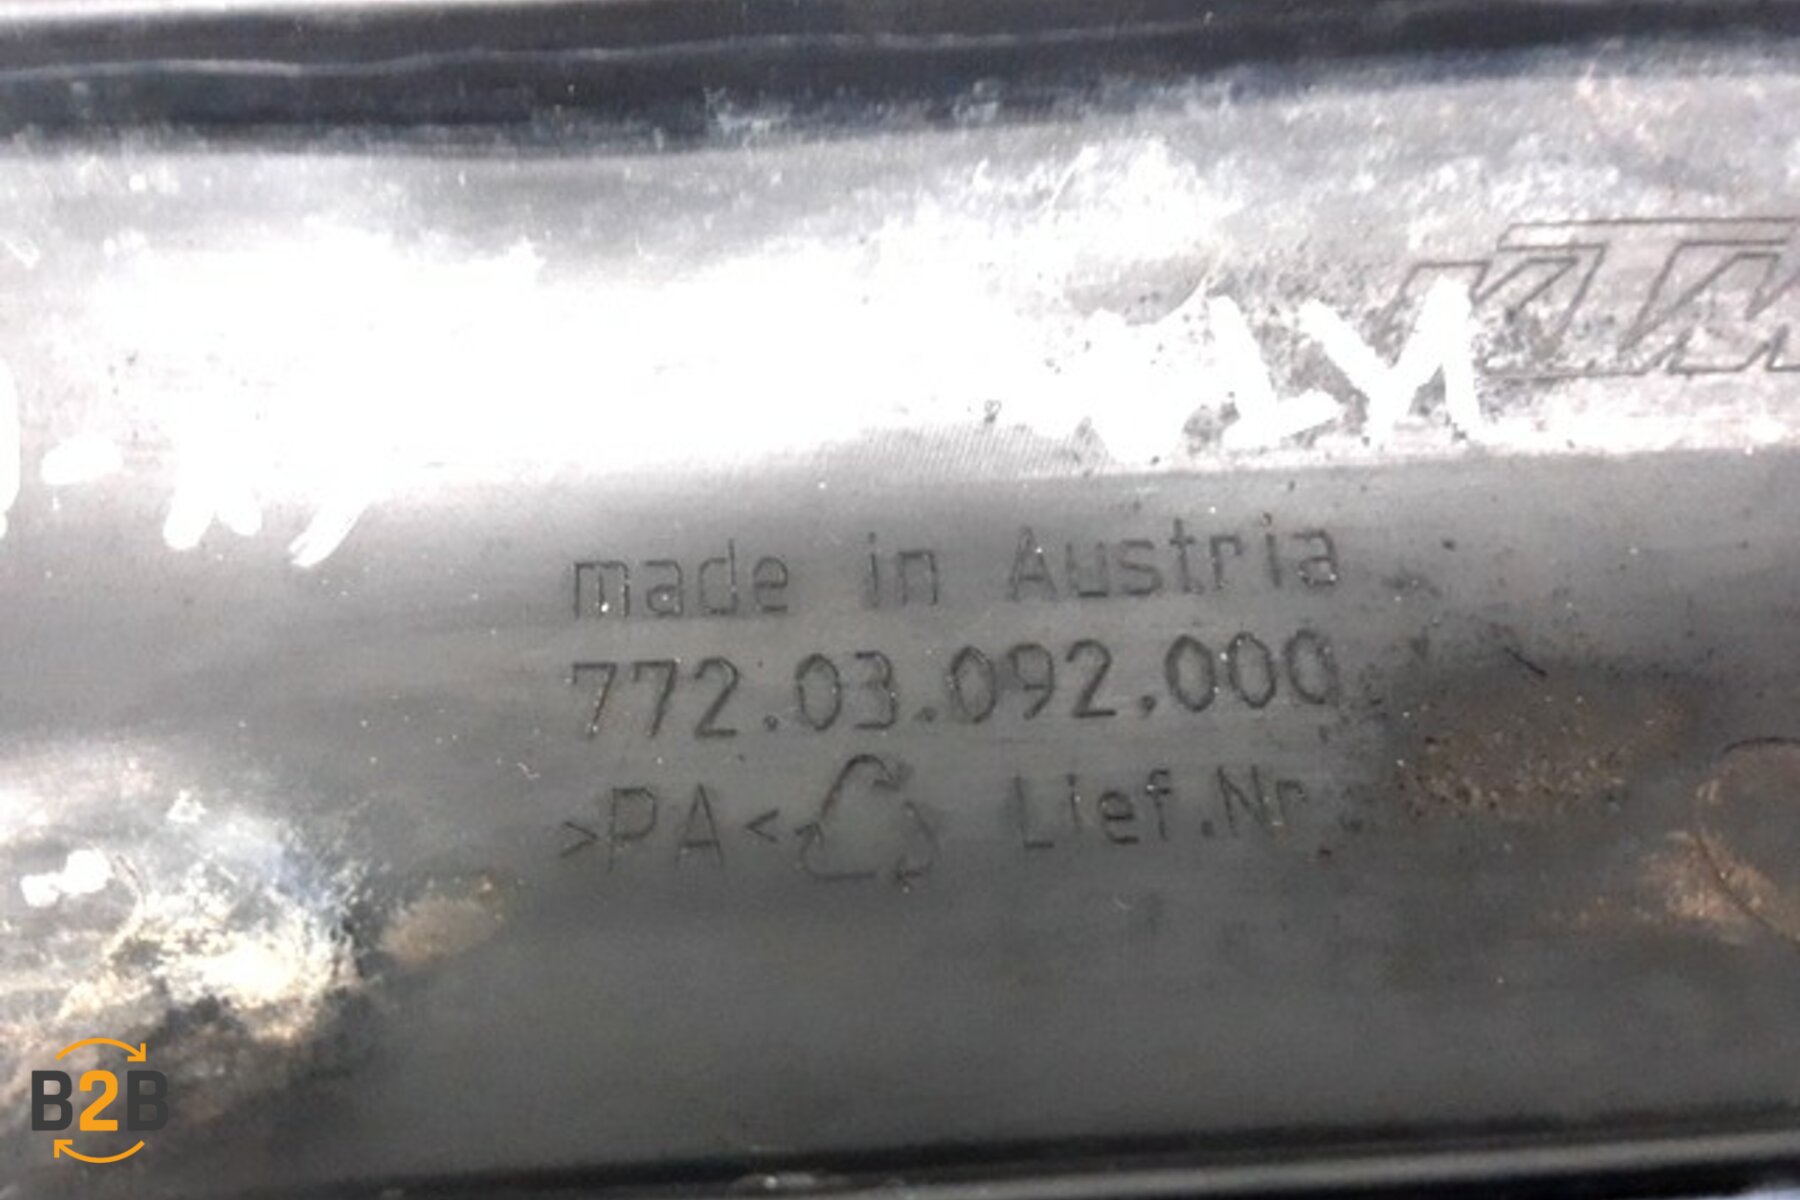 KTM
made in Austria
772.03.092.000
>PA< Lief.Nr
B2B